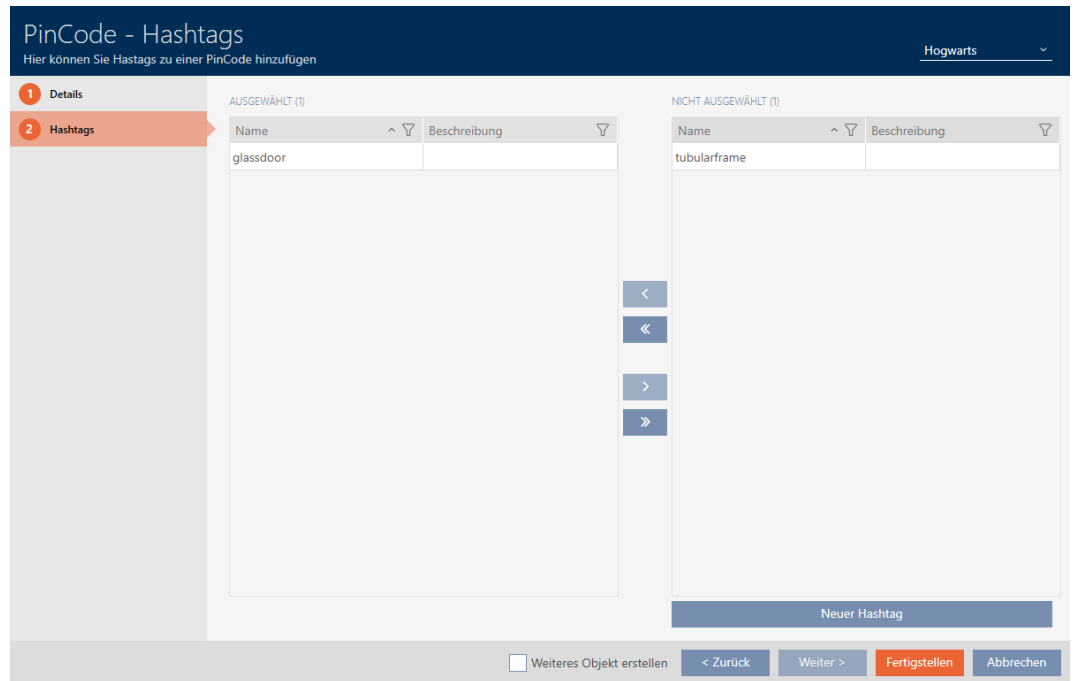 PinCode - Hashtags
Hier können Sie Hastags zu einer PinCode hinzufügen
Hogwarts
1 Details
2 Hashtags
AUSGEWÄHLT (1)
Name
Beschreibung
glassdoor
NICHT AUSGEWÄHLT (1)
Name
Beschreibung
tubularframe
Neuer Hashtag
Weiteres Objekt erstellen
< Zurück
Weiter >
Fertigstellen
Abbrechen